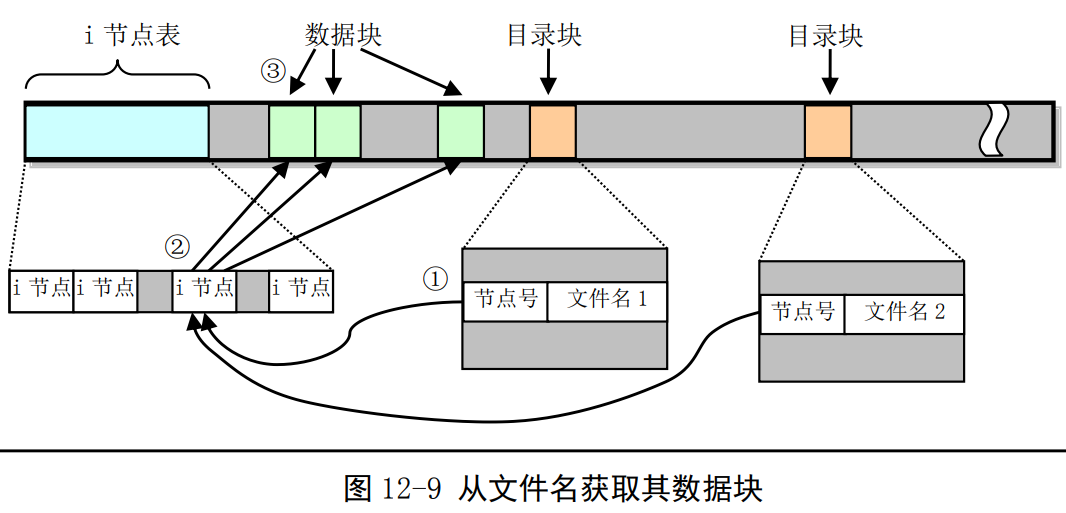 i 节点表
数据块
目录块
目录块
③
②
①
i 节点
i 节点
i 节点
i 节点
节点号
文件名 1
节点号
文件名 2
图 12-9 从文件名获取其数据块